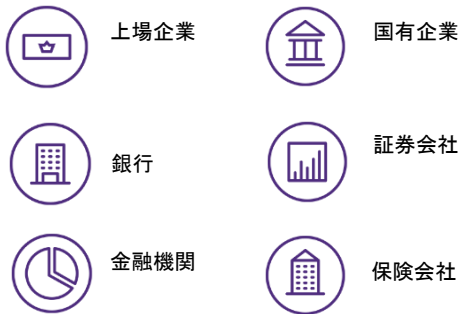 上場企業
国有企業
銀行
証券会社
金融機関
保険会社